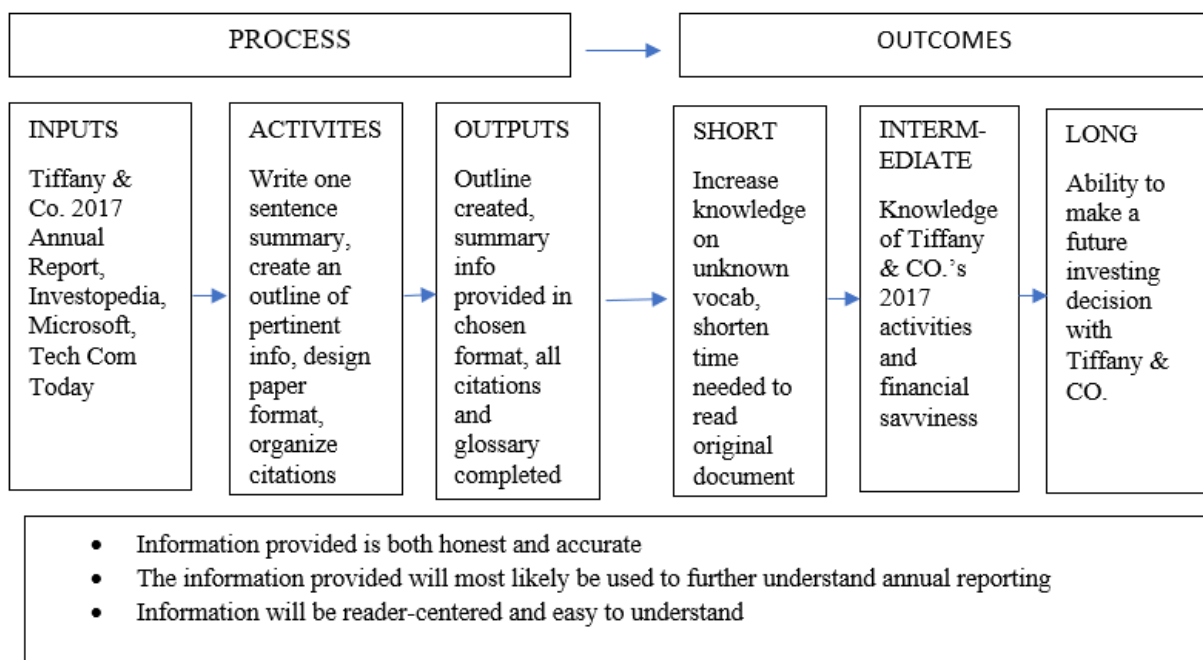 PROCESS
OUTCOMES
INPUTS
Tiffany &
Co. 2017
Annual
Report,
Investopedia,
Microsoft,
Tech Com
Today
ACTIVITES
Write one
sentence
summary,
create an
outline of
pertinent
info, design
paper
format,
organize
citations
OUTPUTS
Outline
created,
summary
info
provided in
chosen
format, all
citations
and
glossary
completed
SHORT
Increase
knowledge
on
unknown
vocab,
shorten
time
needed to
read
original
document
INTERM-
EDIATE
Knowledge
of Tiffany
& CO.'s
2017
activities
and
financial
savviness
LONG
Ability to
make a
future
investing
decision
with
Tiffany &
CO.
• Information provided is both honest and accurate
• The information provided will most likely be used to further understand annual reporting
• Information will be reader-centered and easy to understand